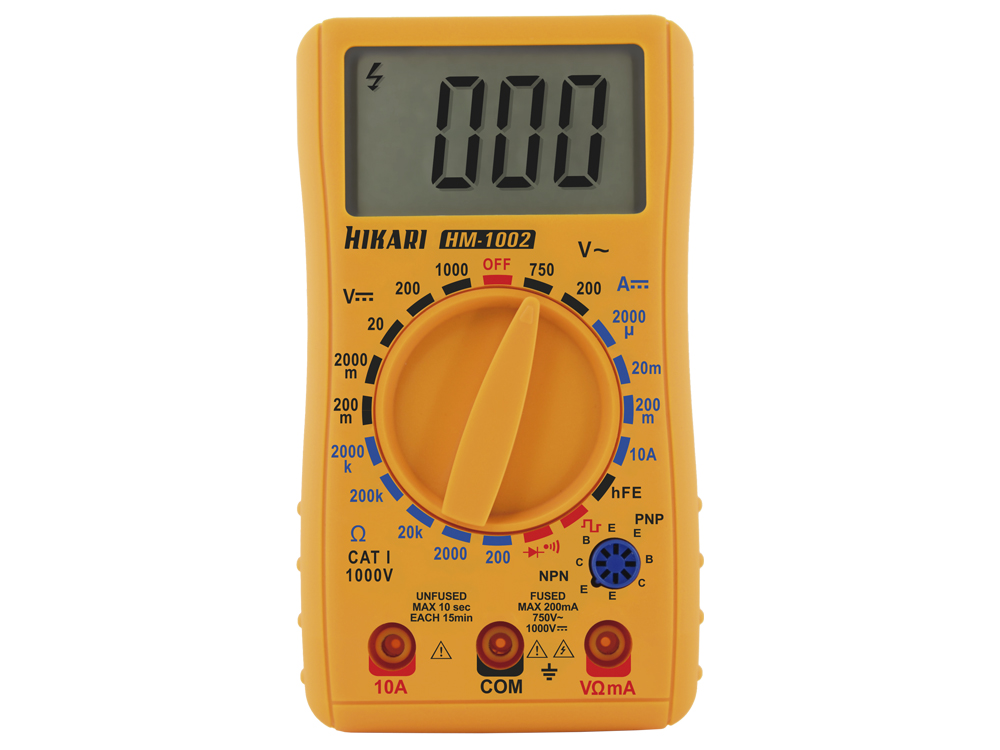 000
HIKARI HM-1002
V~
OFF
1000
750
200
200
V⎓
A⎓
20
2000
µ
2000
m
20m
200
m
200
m
2000
k
10A
200k
hFE
Ω
20k
2000
200
PNP
E
E
B
B
C
C
E
E
NPN
CAT I
1000V
UNFUSED
MAX 10 sec
EACH 15min
FUSED
MAX 200mA
750V~
1000V⎓
10A
COM
VΩmA